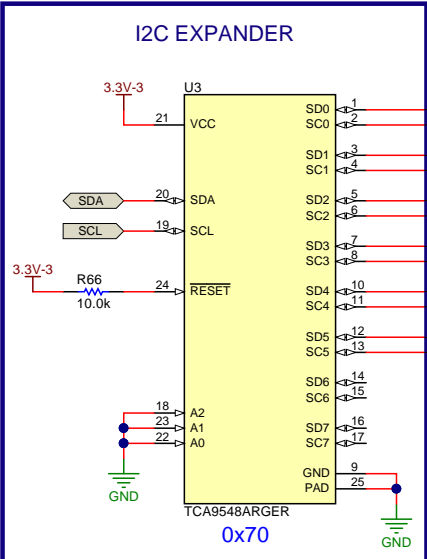 I2C EXPANDER
U3
3.3V-3
21 VCC
SD0 1
SC0 2
SD1 3
SC1 4
SDA 20 SDA
SD2 5
SC2 6
SCL 19 SCL
SD3 7
SC3 8
3.3V-3
R66
10.0k
24 RESET
SD4 10
SC4 11
SD5 12
SC5 13
SD6 14
SC6 15
18 A2
23 A1
22 A0
SD7 16
SC7 17
GND 9
PAD 25
GND
TCA9548ARGER
0x70
GND